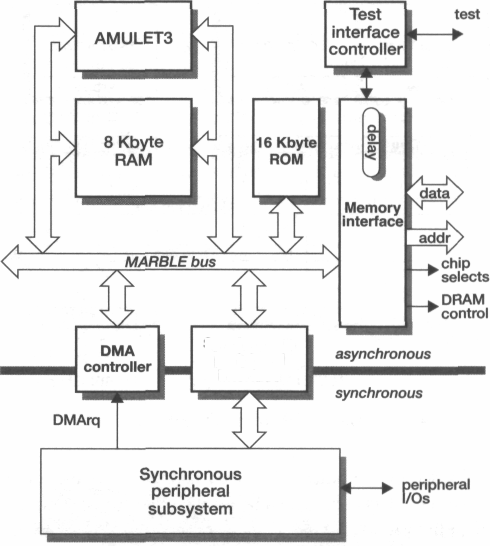 AMULET3
8 Kbyte
RAM
16 Kbyte
ROM
Test
interface
controller
test
delay
Memory
interface
data
addr
chip
selects
DRAM
control
MARBLE bus
DMA
controller
asynchronous
synchronous
DMArq
Synchronous
peripheral
subsystem
peripheral
I/Os